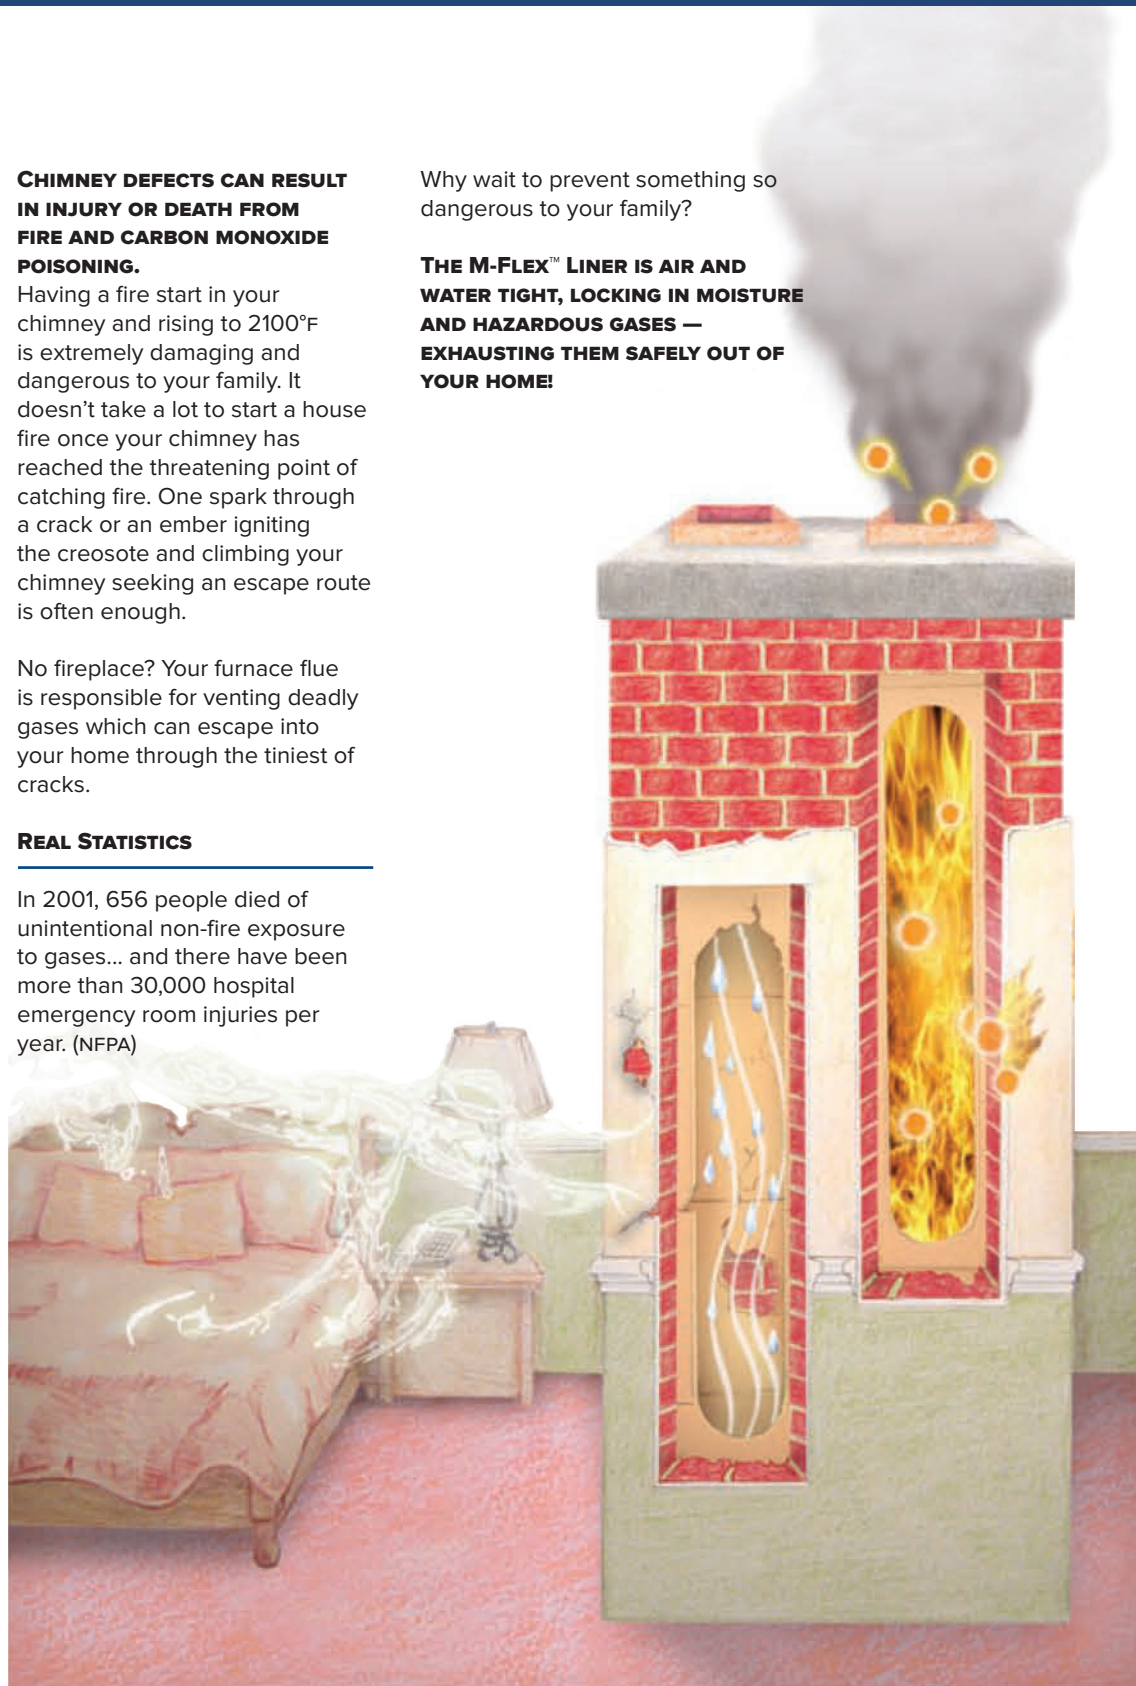 CHIMNEY DEFECTS CAN RESULT
IN INJURY OR DEATH FROM
FIRE AND CARBON MONOXIDE
POISONING.
Having a fire start in your
chimney and rising to 2100°F
is extremely damaging and
dangerous to your family. It
doesn't take a lot to start a house
fire once your chimney has
reached the threatening point of
catching fire. One spark through
a crack or an ember igniting
the creosote and climbing your
chimney seeking an escape route
is often enough.
No fireplace? Your furnace flue
is responsible for venting deadly
gases which can escape into
your home through the tiniest of
cracks.
REAL STATISTICS
In 2001, 656 people died of
unintentional non-fire exposure
to gases... and there have been
more than 30,000 hospital
emergency room injuries per
year. (NFPA)
Why wait to prevent something so
dangerous to your family?
THE M-FLEX™ LINER IS AIR AND
WATER TIGHT, LOCKING IN MOISTURE
AND HAZARDOUS GASES —
EXHAUSTING THEM SAFELY OUT OF
YOUR HOME!